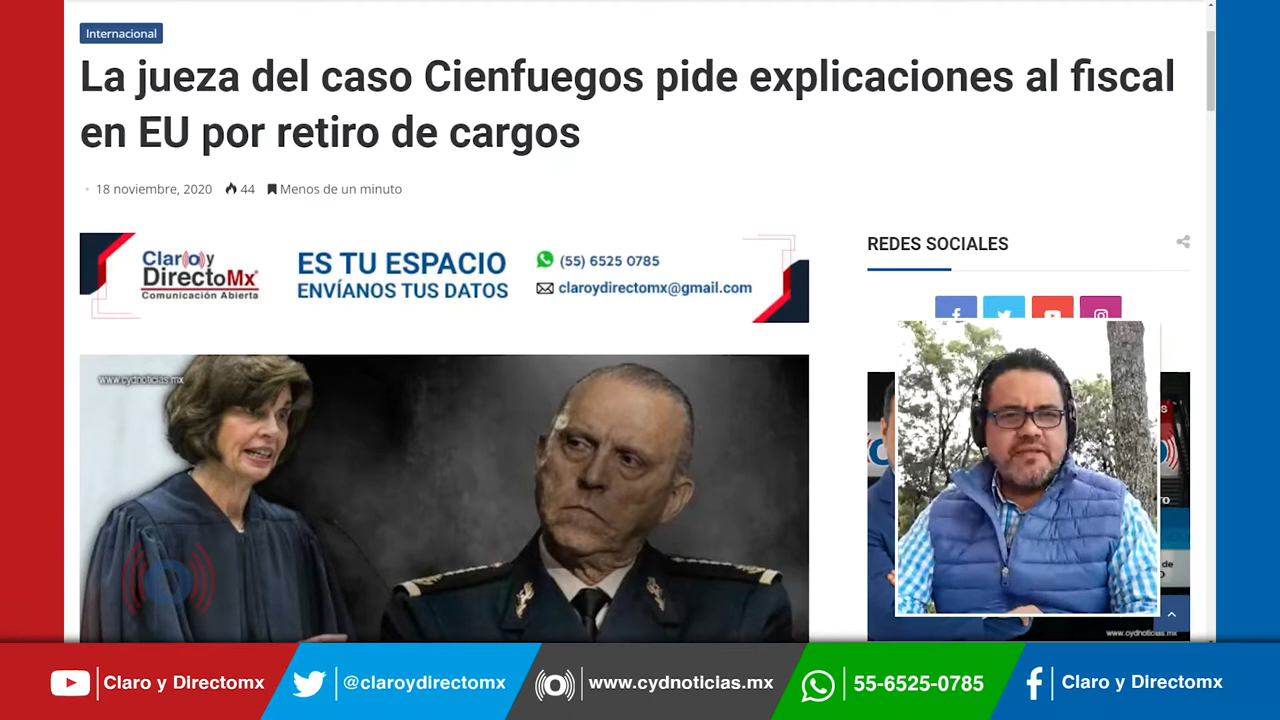 Internacional
La jueza del caso Cienfuegos pide explicaciones al fiscal
en EU por retiro de cargos
18 noviembre, 2020 44 Menos de un minuto
Claro y
DirectoMx
Comunicación Abierta
ES TU ESPACIO
ENVÍANOS TUS DATOS
(55) 6525 0785
claroydirectomx@gmail.com
REDES SOCIALES
www.cydnoticias.mx
www.cydnoticias.mx
Claro y Directomx
@claroydirectomx
www.cydnoticias.mx
55-6525-0785
Claro y Directomx